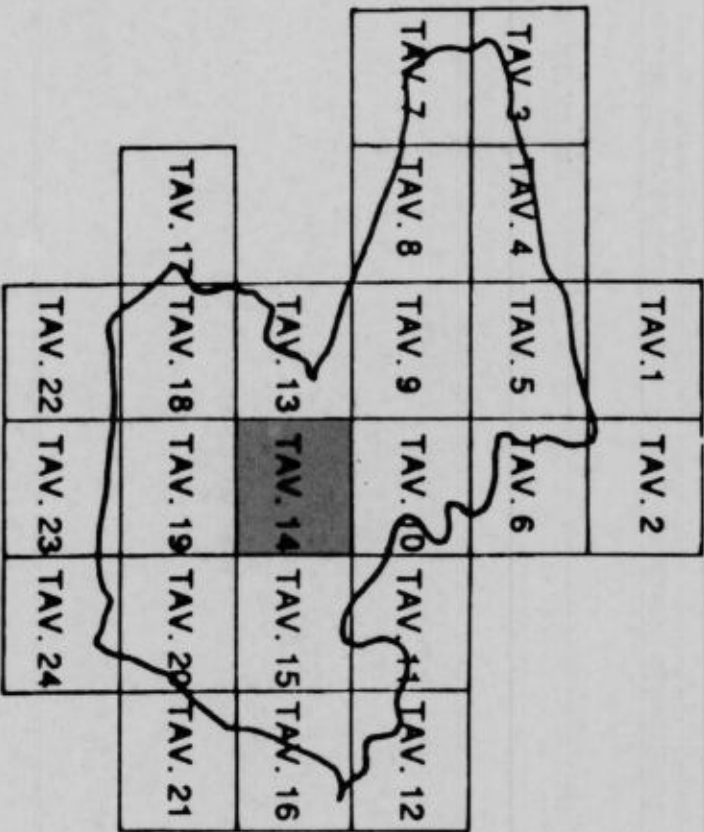 TAV.1 TAV. 2
TAV. 3 TAV. 4 TAV. 5 TAV. 6
TAV. 7 TAV. 8 TAV. 9 TAV. 10 TAV. 11 TAV. 12
TAV. 13 TAV. 14 TAV. 15 TAV. 16
TAV. 17 TAV. 18 TAV. 19 TAV. 20 TAV. 21
TAV. 22 TAV. 23 TAV. 24